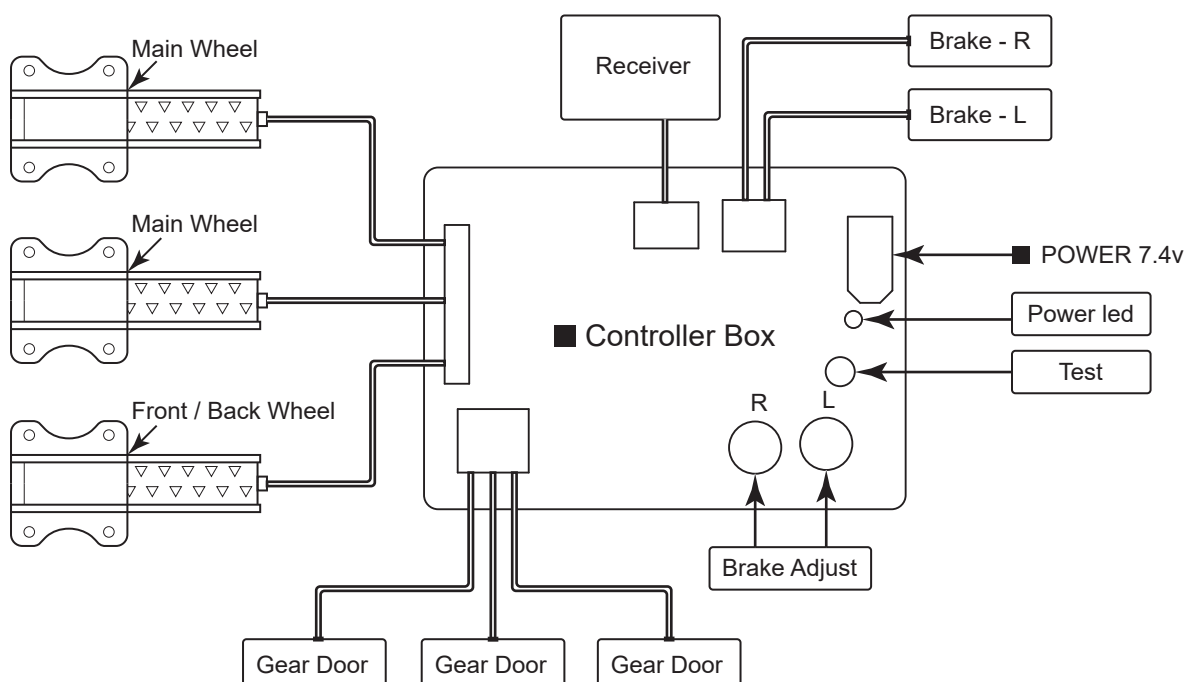 Main Wheel
Receiver
Brake - R
Brake - L
Main Wheel
POWER 7.4v
Power led
Controller Box
Test
Front / Back Wheel
R
L
Brake Adjust
Gear Door
Gear Door
Gear Door